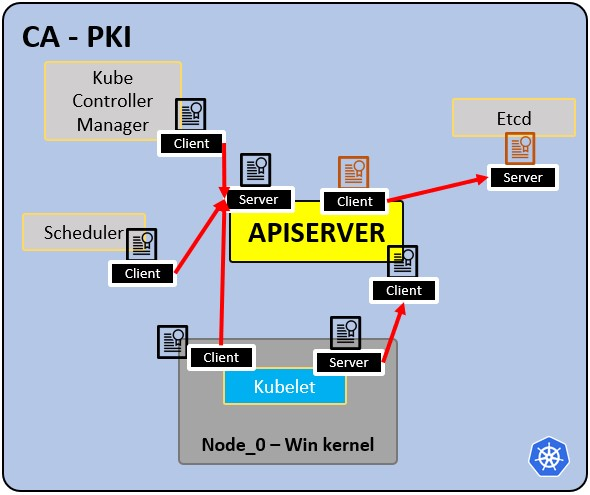 CA - PKI
Kube
Controller
Manager
Client
Etcd
Server
Server
Client
APISERVER
Scheduler
Client
Client
Client
Server
Kubelet
Node_0 – Win kernel